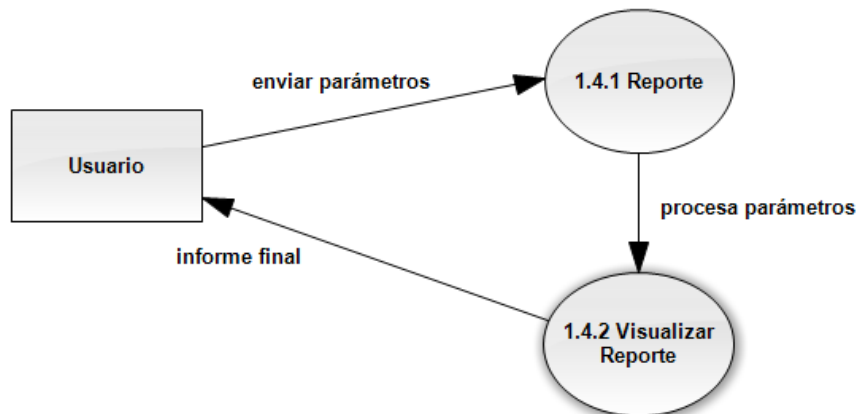 enviar parámetros
1.4.1 Reporte
Usuario
procesa parámetros
informe final
1.4.2 Visualizar
Reporte